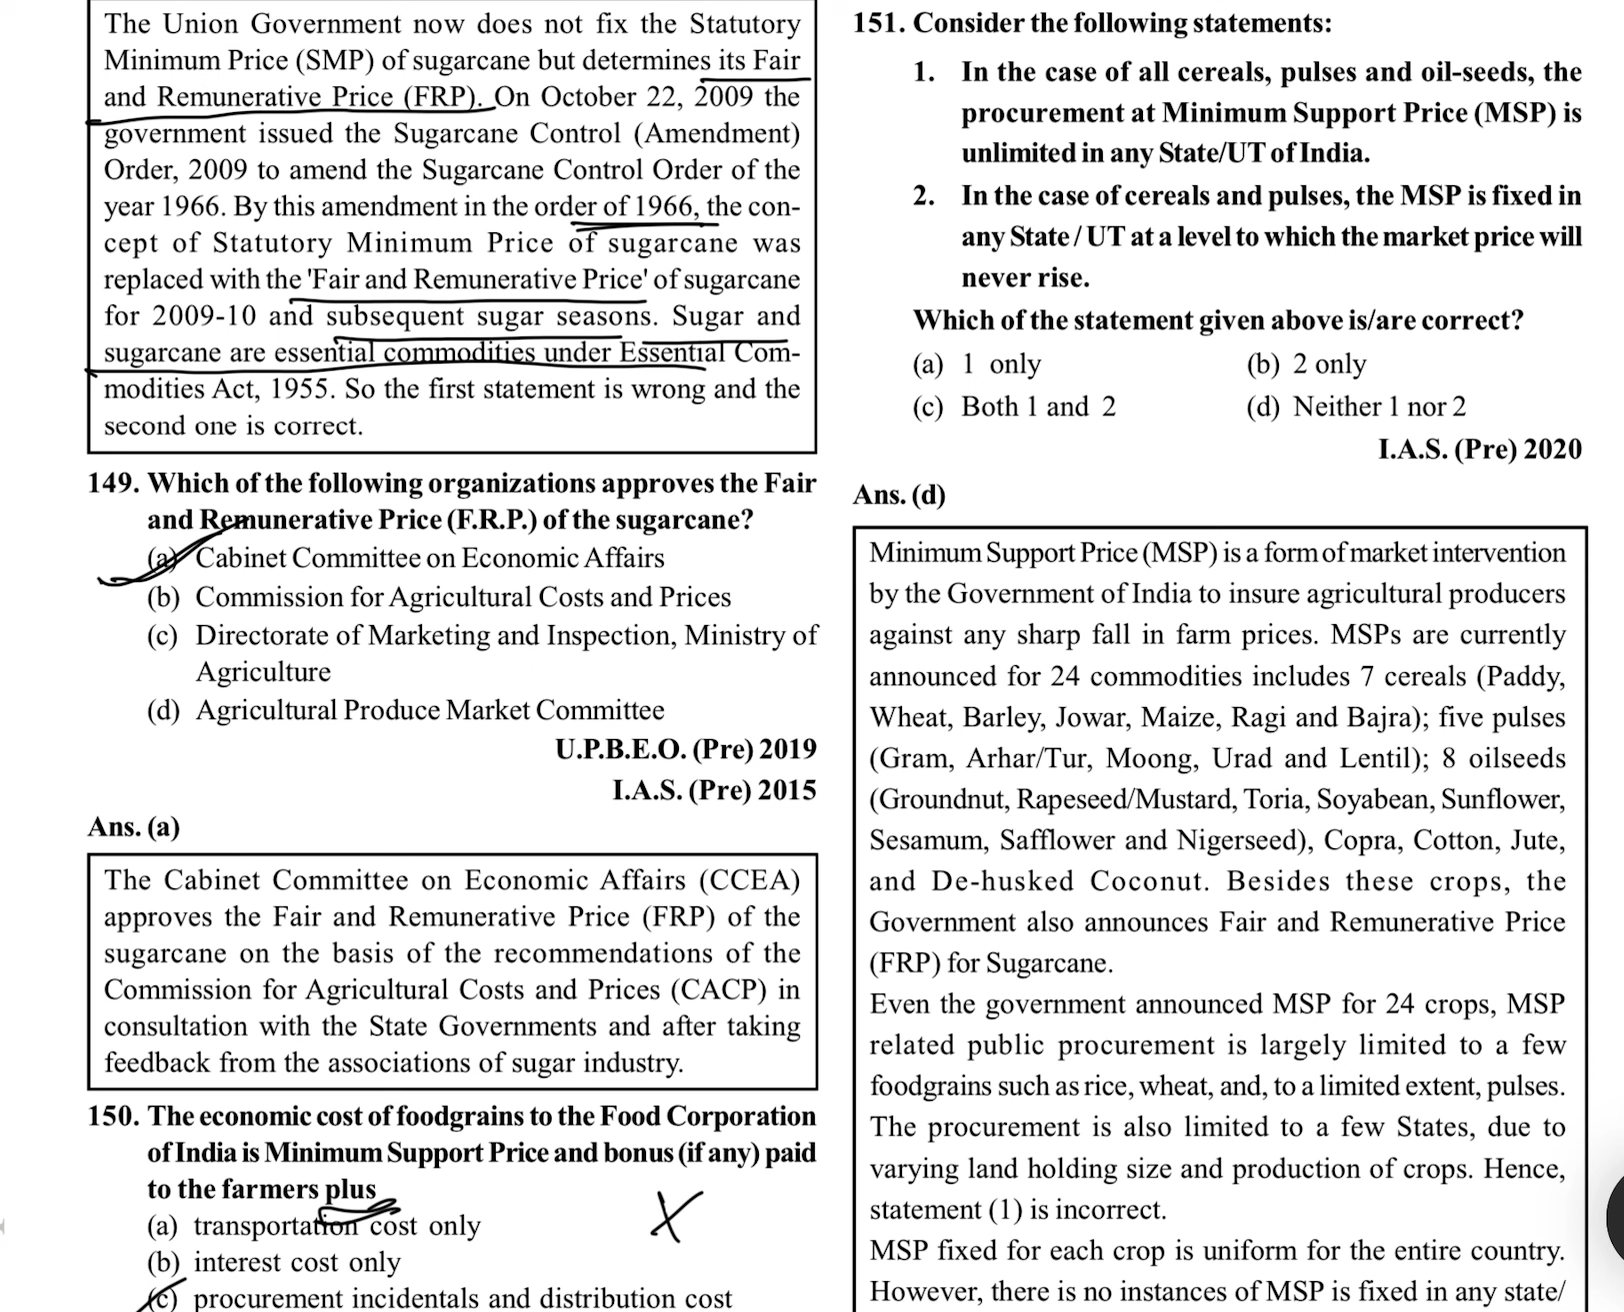 The Union Government now does not fix the Statutory
Minimum Price (SMP) of sugarcane but determines its Fair
and Remunerative Price (FRP). On October 22, 2009 the
government issued the Sugarcane Control (Amendment)
Order, 2009 to amend the Sugarcane Control Order of the
year 1966. By this amendment in the order of 1966, the con-
cept of Statutory Minimum Price of sugarcane was
replaced with the 'Fair and Remunerative Price' of sugarcane
for 2009-10 and subsequent sugar seasons. Sugar and
sugarcane are essential commodities under Essential Com-
modities Act, 1955. So the first statement is wrong and the
second one is correct.
149. Which of the following organizations approves the Fair
and Remunerative Price (F.R.P.) of the sugarcane?
(a) Cabinet Committee on Economic Affairs
(b) Commission for Agricultural Costs and Prices
(c) Directorate of Marketing and Inspection, Ministry of
Agriculture
(d) Agricultural Produce Market Committee
U.P.B.E.O. (Pre) 2019
I.A.S. (Pre) 2015
Ans. (a)
The Cabinet Committee on Economic Affairs (CCEA)
approves the Fair and Remunerative Price (FRP) of the
sugarcane on the basis of the recommendations of the
Commission for Agricultural Costs and Prices (CACP) in
consultation with the State Governments and after taking
feedback from the associations of sugar industry.
150. The economic cost of foodgrains to the Food Corporation
of India is Minimum Support Price and bonus (if any) paid
to the farmers plus
(a) transportation cost only
(b) interest cost only
(c) procurement incidentals and distribution cost
151. Consider the following statements:
1. In the case of all cereals, pulses and oil-seeds, the
procurement at Minimum Support Price (MSP) is
unlimited in any State/UT of India.
2. In the case of cereals and pulses, the MSP is fixed in
any State / UT at a level to which the market price will
never rise.
Which of the statement given above is/are correct?
(a) 1 only (b) 2 only
(c) Both 1 and 2 (d) Neither 1 nor 2
I.A.S. (Pre) 2020
Ans. (d)
Minimum Support Price (MSP) is a form of market intervention
by the Government of India to insure agricultural producers
against any sharp fall in farm prices. MSPs are currently
announced for 24 commodities includes 7 cereals (Paddy,
Wheat, Barley, Jowar, Maize, Ragi and Bajra); five pulses
(Gram, Arhar/Tur, Moong, Urad and Lentil); 8 oilseeds
(Groundnut, Rapeseed/Mustard, Toria, Soyabean, Sunflower,
Sesamum, Safflower and Nigerseed), Copra, Cotton, Jute,
and De-husked Coconut. Besides these crops, the
Government also announces Fair and Remunerative Price
(FRP) for Sugarcane.
Even the government announced MSP for 24 crops, MSP
related public procurement is largely limited to a few
foodgrains such as rice, wheat, and, to a limited extent, pulses.
The procurement is also limited to a few States, due to
varying land holding size and production of crops. Hence,
statement (1) is incorrect.
MSP fixed for each crop is uniform for the entire country.
However, there is no instances of MSP is fixed in any state/